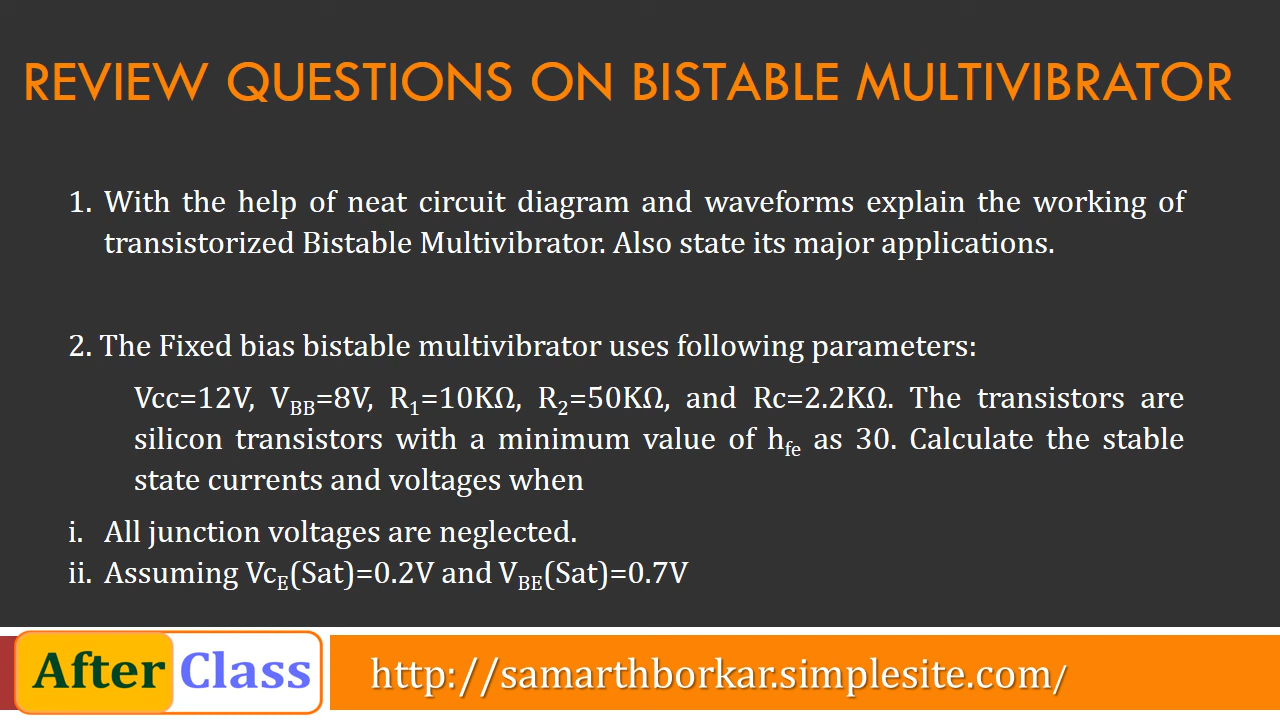 REVIEW QUESTIONS ON BISTABLE MULTIVIBRATOR
1. With the help of neat circuit diagram and waveforms explain the working of
transistorized Bistable Multivibrator. Also state its major applications.
2. The Fixed bias bistable multivibrator uses following parameters:
Vcc=12V, VBB=8V, R1=10KΩ, R2=50KΩ, and Rc=2.2KΩ. The transistors are
silicon transistors with a minimum value of hfe as 30. Calculate the stable
state currents and voltages when
i. All junction voltages are neglected.
ii. Assuming VcE(Sat)=0.2V and VBE(Sat)=0.7V
After Class
http://samarthborkar.simplesite.com/